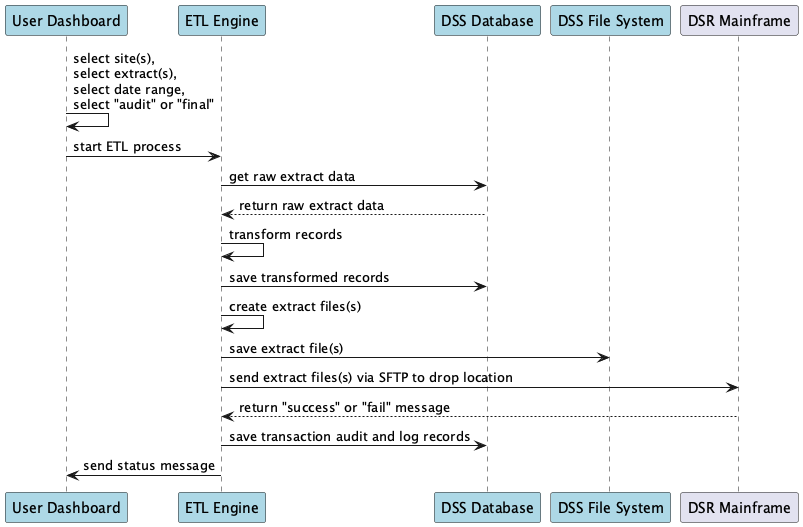 User Dashboard
ETL Engine
DSS Database
DSS File System
DSR Mainframe
select site(s),
select extract(s),
select date range,
select "audit" or "final"
start ETL process
get raw extract data
return raw extract data
transform records
save transformed records
create extract files(s)
save extract file(s)
send extract files(s) via SFTP to drop location
return "success" or "fail" message
save transaction audit and log records
send status message
User Dashboard
ETL Engine
DSS Database
DSS File System
DSR Mainframe